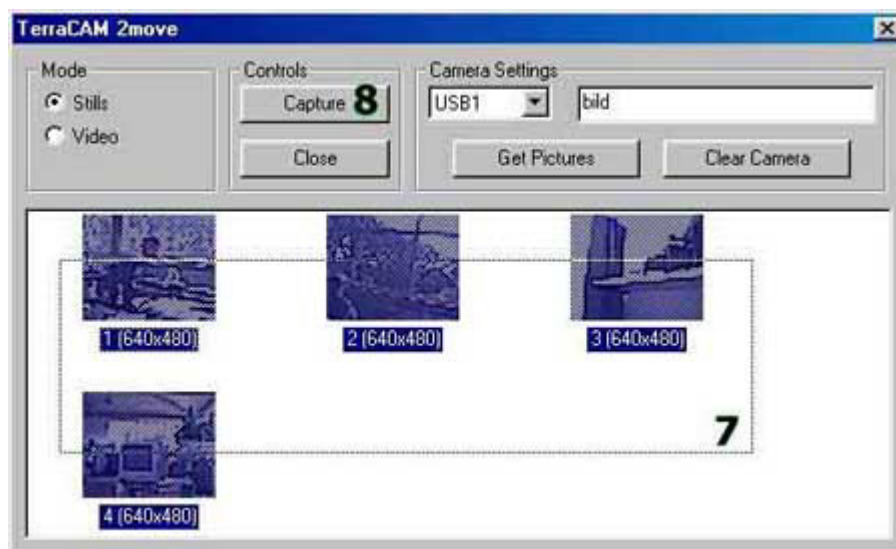 TerraCAM 2move
Mode
Stills
Video
Controls
Capture 8
Close
Camera Settings
USB1
bild
Get Pictures
Clear Camera
1 (640x480)
2 (640x480)
3 (640x480)
7
4 (640x480)